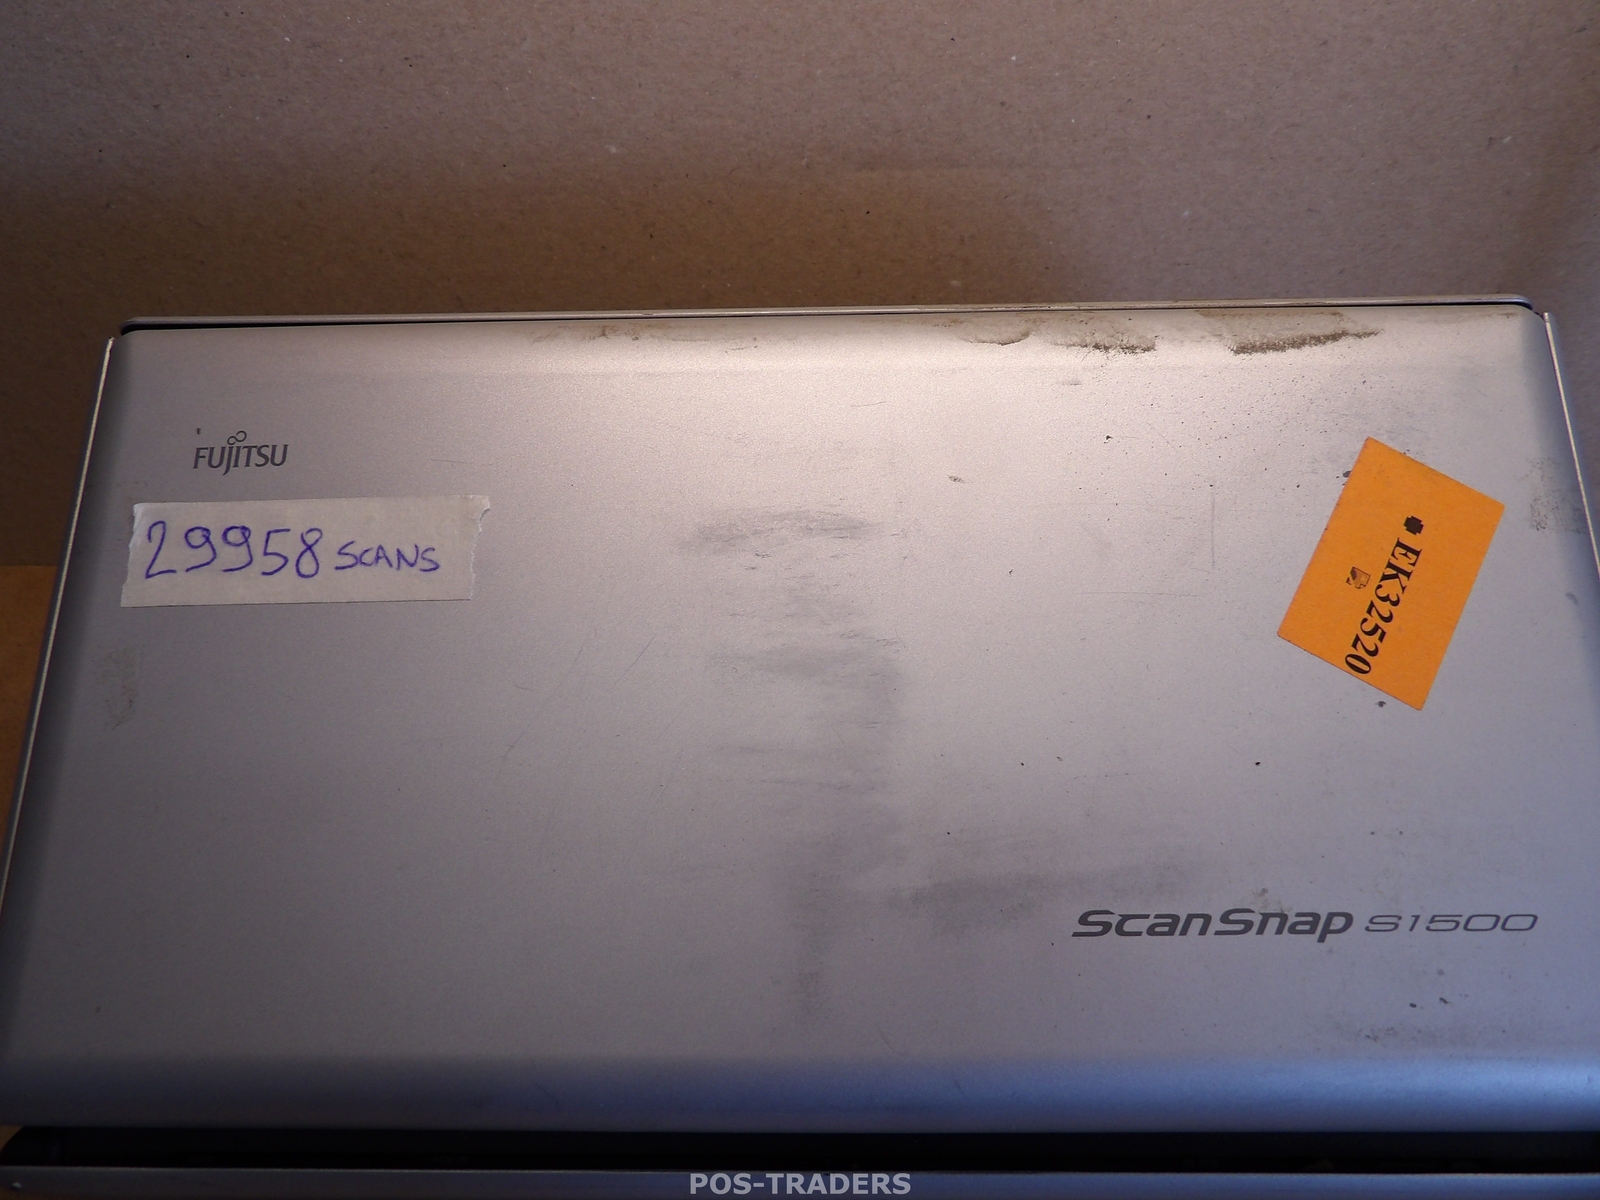 FUJITSU
29958 SCANS
EK32520
ScanSnap S1500
POS-TRADERS